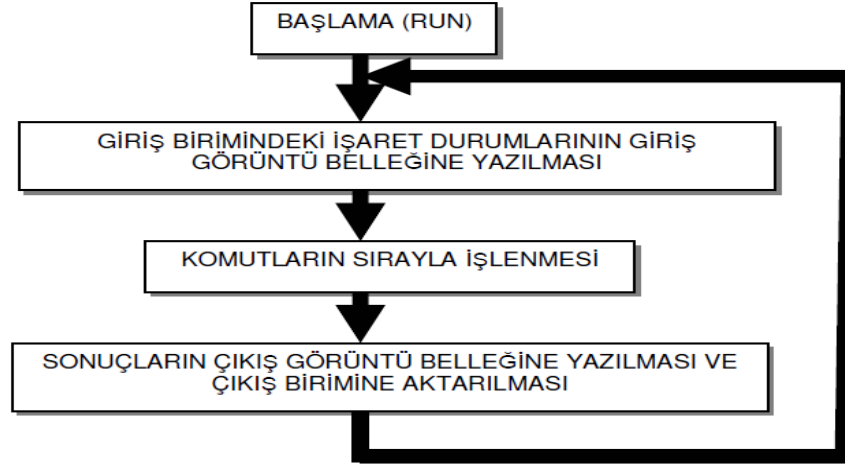 BAŞLAMA (RUN)
GİRİŞ BİRİMİNDEKİ İŞARET DURUMLARININ GİRİŞ
GÖRÜNTÜ BELLEĞİNE YAZILMASI
KOMUTLARIN SIRAYLA İŞLENMESİ
SONUÇLARIN ÇIKIŞ GÖRÜNTÜ BELLEĞİNE YAZILMASI VE
ÇIKIŞ BİRİMİNE AKTARILMASI